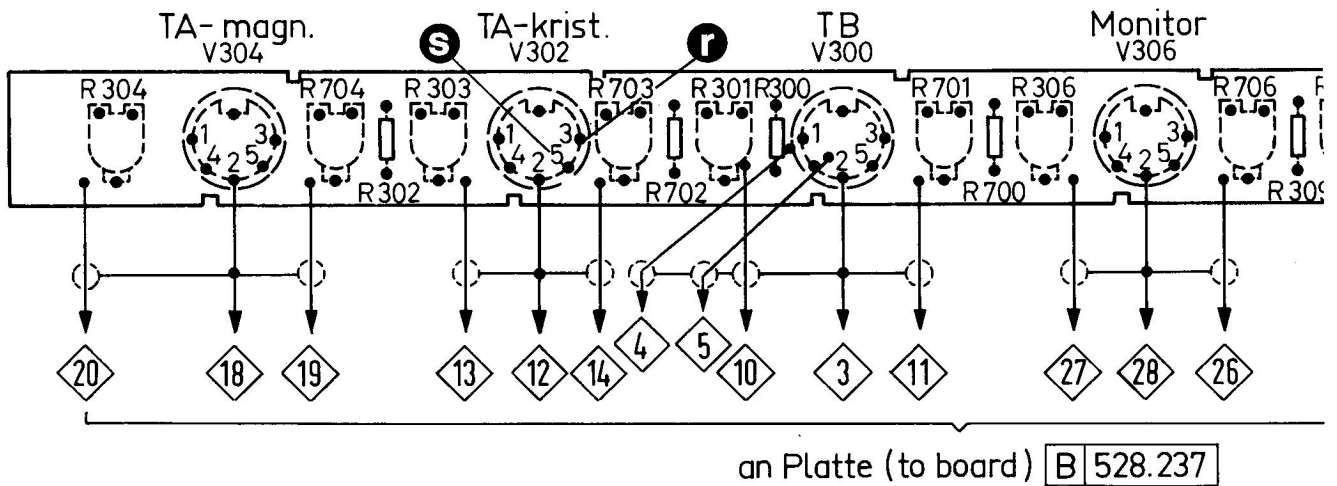 TA-magn. TA-krist. TB Monitor
V304 s V302 r V300 V306
R304 R704 R303 R703 R301 R300 R701 R306 R706
1 3 1 3 1 3 1 3
4 2 5 4 2 5 2 4 2 5
R302 R702 R700 R309
20 18 19 13 12 14 4 5 10 3 11 27 28 26
an Platte (to board) B 528.237